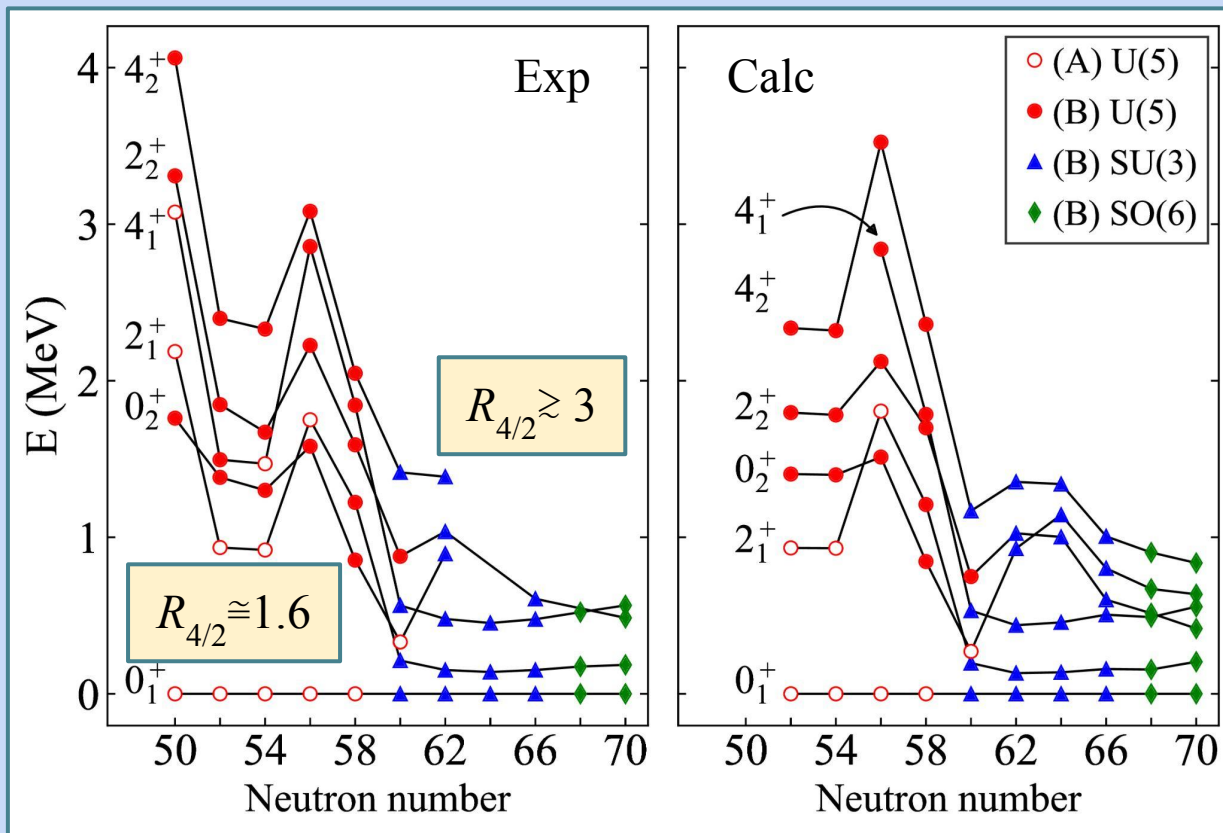 Exp
4
3
2
1
0
E (MeV)
4₂⁺
2₂⁺
4₁⁺
2₁⁺
0₂⁺
0₁⁺
R₄/₂ ≳ 3
R₄/₂ ≅ 1.6
50 54 58 62 66 70
Neutron number
Calc
(A) U(5)
(B) U(5)
(B) SU(3)
(B) SO(6)
4₁⁺
4₂⁺
2₂⁺
0₂⁺
2₁⁺
0₁⁺
50 54 58 62 66 70
Neutron number